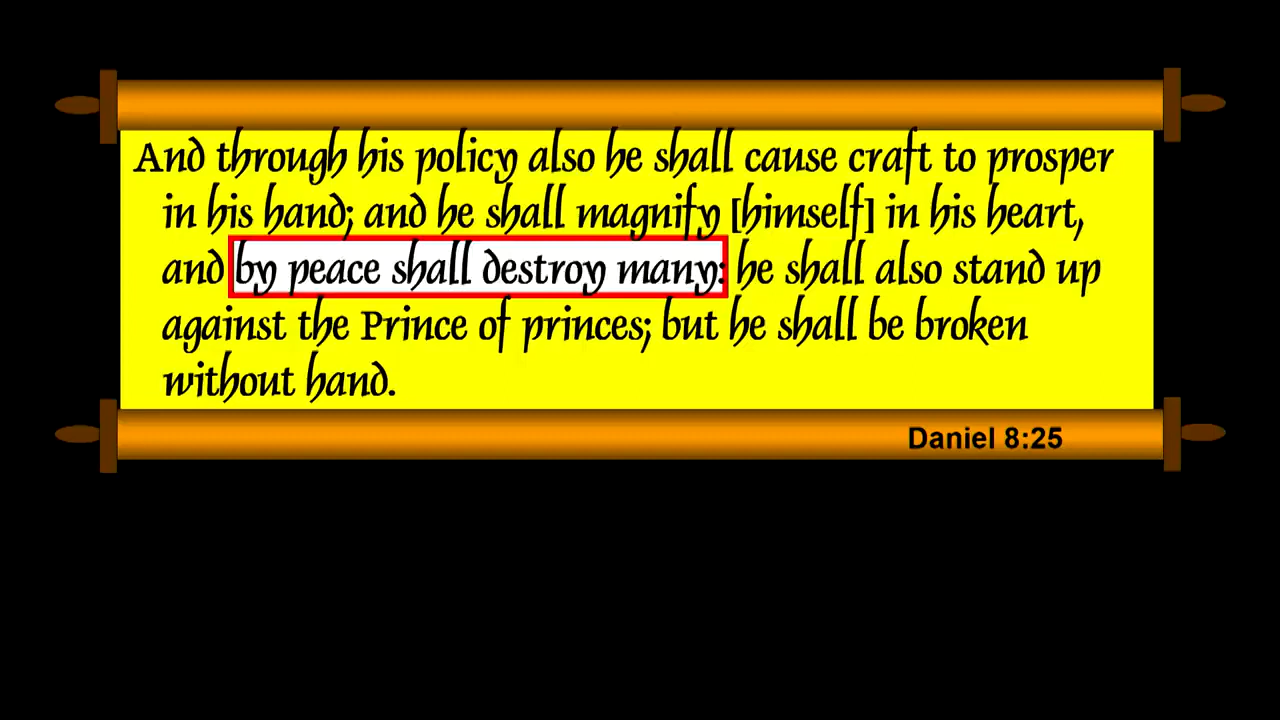 And through his policy also he shall cause craft to prosper
in his hand; and he shall magnify [himself] in his heart,
and by peace shall destroy many: he shall also stand up
against the Prince of princes; but he shall be broken
without hand.
Daniel 8:25